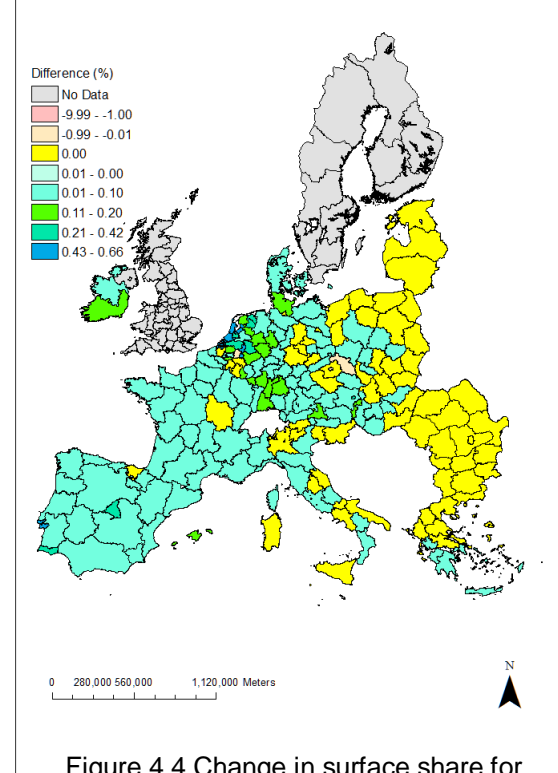 Difference (%)
No Data
-9.99 - -1.00
-0.99 - -0.01
0.00
0.01 - 0.00
0.01 - 0.10
0.11 - 0.20
0.21 - 0.42
0.43 - 0.66
N
0 280,000 560,000 1,120,000 Meters
Figure 4.4 Change in surface share for